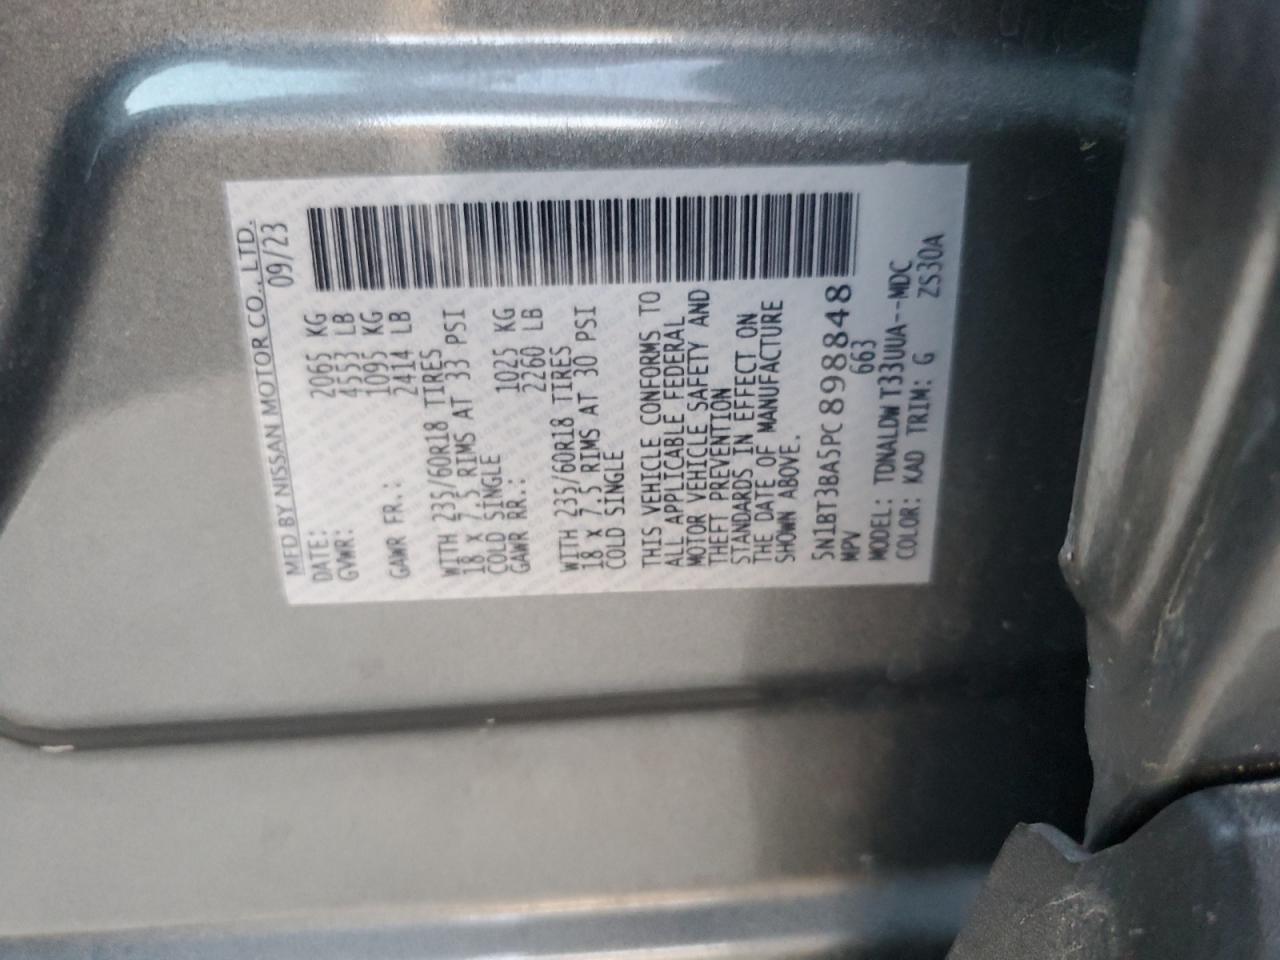 MFD BY NISSAN MOTOR CO., LTD.
DATE: 09/23
GVWR: 2065 KG
4553 LB
GAWR FR.: 1095 KG
2414 LB
WITH 235/60R18 TIRES
18 X 7.5 RIMS AT 33 PSI
COLD SINGLE
GAWR RR.: 1025 KG
2260 LB
WITH 235/60R18 TIRES
18 X 7.5 RIMS AT 30 PSI
COLD SINGLE
THIS VEHICLE CONFORMS TO
ALL APPLICABLE FEDERAL
MOTOR VEHICLE SAFETY AND
THEFT PREVENTION
STANDARDS IN EFFECT ON
THE DATE OF MANUFACTURE
SHOWN ABOVE.
5N1BT3BA5PC898848
MPV 663
MODEL: TDNALDW T33UUA--MDC
COLOR: KAD TRIM: G ZS30A